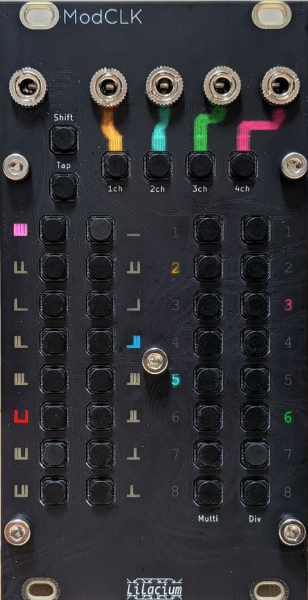 ModCLK
Shift
Tap
1ch 2ch 3ch 4ch
1 1
2 2
3 3
4 4
5 5
6 6
7 7
8 8
Multi Div
Lilacium